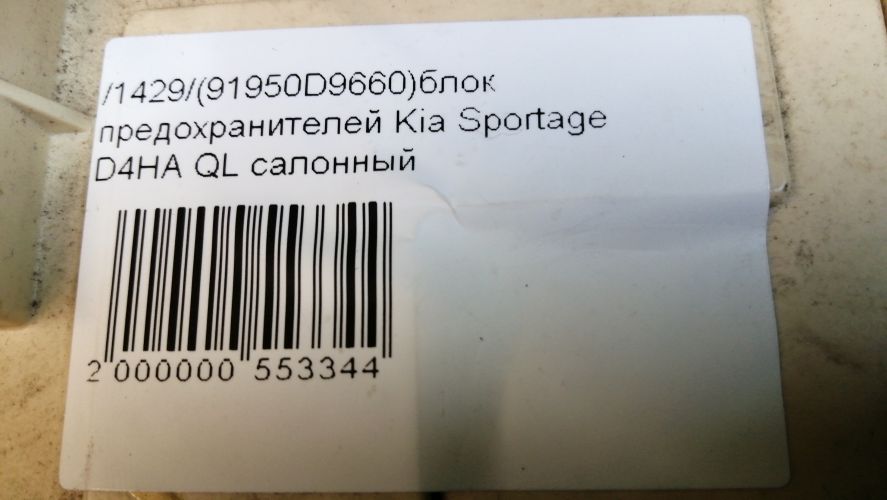 /1429/(91950D9660)блок
предохранителей Kia Sportage
D4HA QL салонный
2 000000 553344